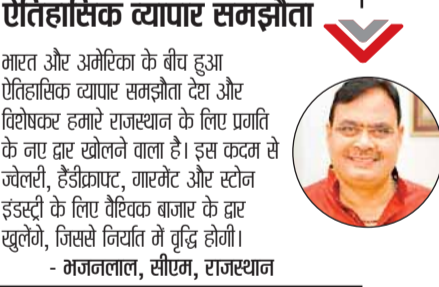 ऐतिहासिक व्यापार समझौता
भारत और अमेरिका के बीच हुआ
ऐतिहासिक व्यापार समझौता देश और
विशेषकर हमारे राजस्थान के लिए प्रगति
के नए द्वार खोलने वाला है। इस कदम से
ज्वेलरी, हैंडीक्राफ्ट, गारमेंट और स्टोन
इंडस्ट्री के लिए वैश्विक बाजार के द्वार
खुलेंगे, जिससे निर्यात में वृद्धि होगी।
- भजनलाल, सीएम, राजस्थान